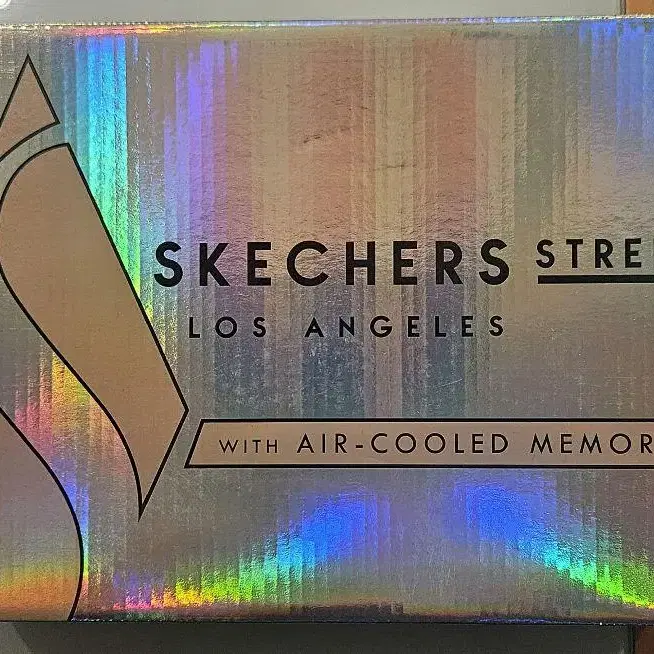 SKECHERS STRE
LOS ANGELES
WITH AIR-COOLED MEMOR